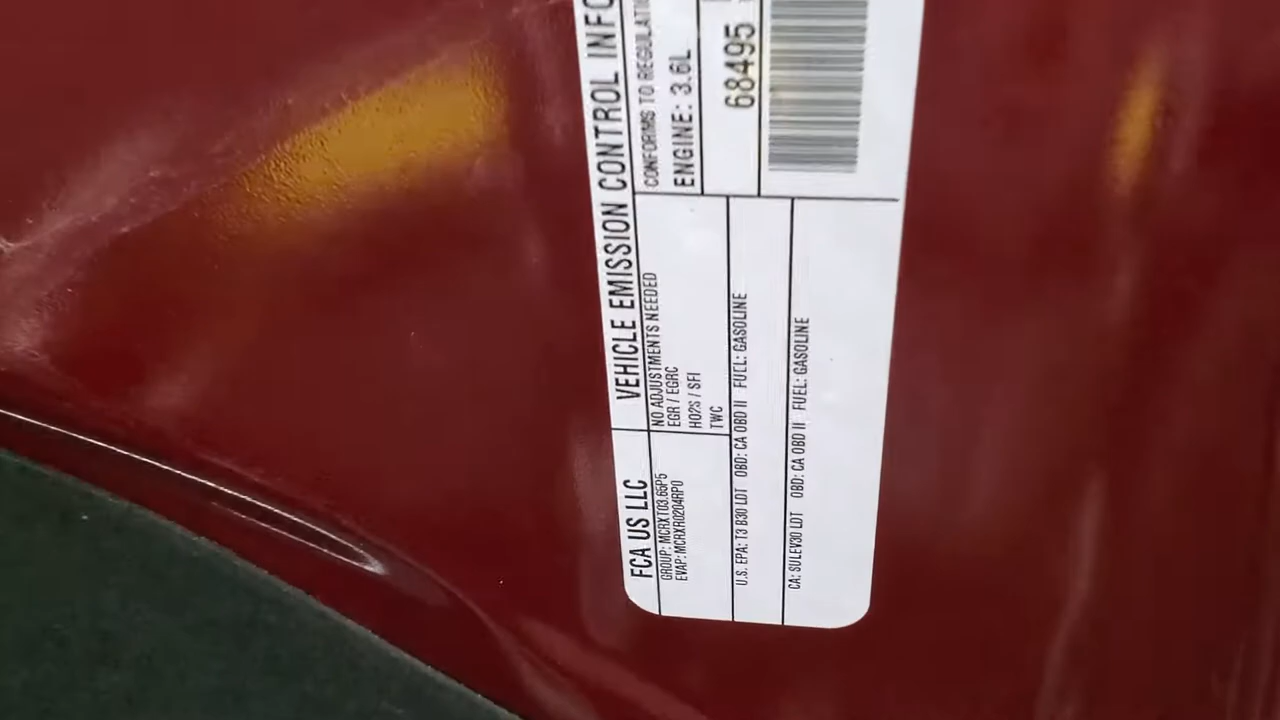 FCA US LLC
GROUP: MCRXT03.65P5
EVAP: MCRXR0204RP0
VEHICLE EMISSION CONTROL INFO
NO ADJUSTMENTS NEEDED
EGR / EGRC
HO2S / SFI
TWC
CONFORMS TO
ENGINE: 3.6L
68495
U.S. EPA: T3 B30 LDT OBD: CA OBD II FUEL: GASOLINE
CA: SULEV30 LDT OBD: CA OBD II FUEL: GASOLINE